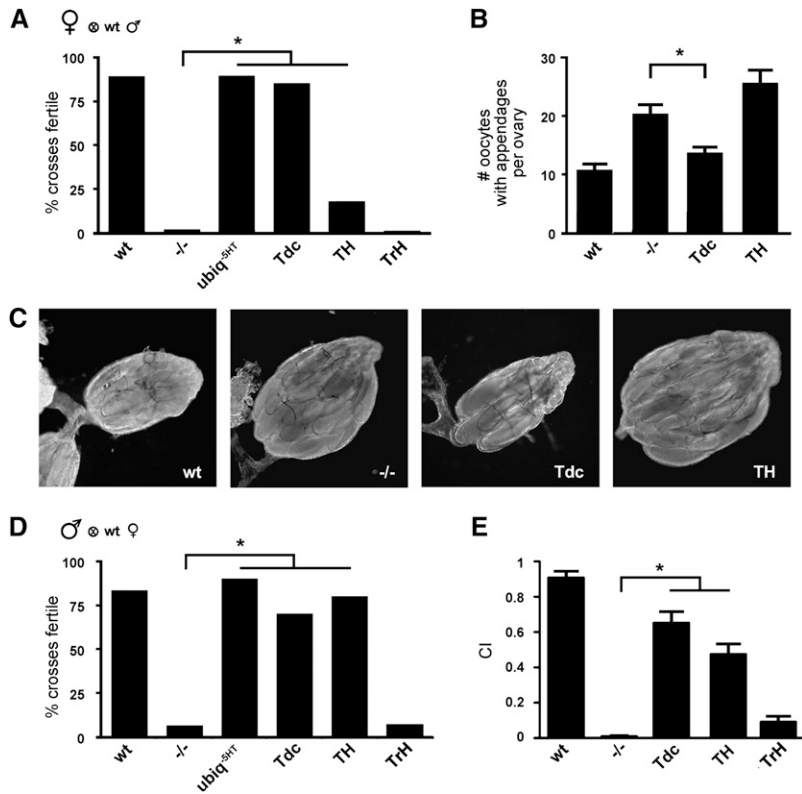 A
♀ ⊗ wt ♂
*
% crosses fertile
100
75
50
25
0
wt
-/-
ubiq-5HT
Tdc
TH
TrH
B
*
# oocytes
with appendages
per ovary
30
20
10
0
wt
-/-
Tdc
TH
C
wt
-/-
Tdc
TH
D
♂ ⊗ wt ♀
*
% crosses fertile
100
75
50
25
0
wt
-/-
ubiq-5HT
Tdc
TH
TrH
E
*
CI
1
0.8
0.6
0.4
0.2
0
wt
-/-
Tdc
TH
TrH